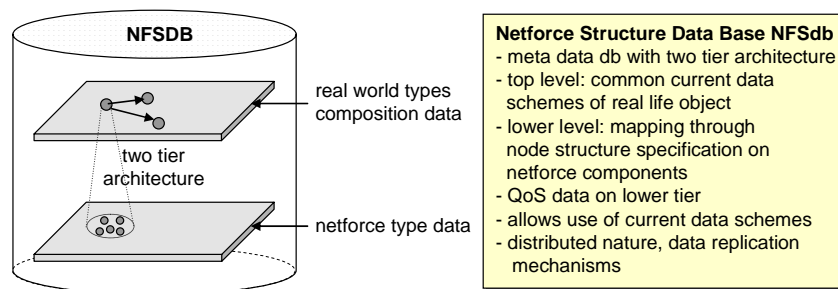 NFSDB
real world types
composition data
two tier
architecture
netforce type data
Netforce Structure Data Base NFSdb
- meta data db with two tier architecture
- top level: common current data
schemes of real life object
- lower level: mapping through
node structure specification on
netforce components
- QoS data on lower tier
- allows use of current data schemes
- distributed nature, data replication
mechanisms